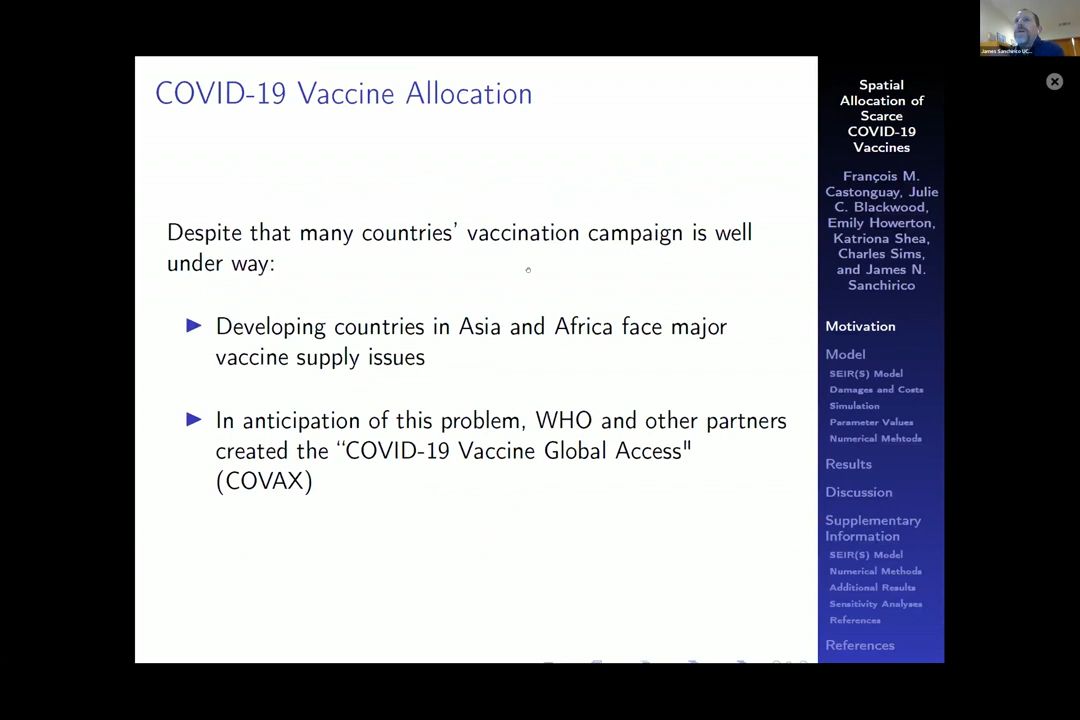 COVID-19 Vaccine Allocation
Despite that many countries’ vaccination campaign is well
under way:
Developing countries in Asia and Africa face major
vaccine supply issues
In anticipation of this problem, WHO and other partners
created the “COVID-19 Vaccine Global Access"
(COVAX)
James Sanchirico UC...
Spatial
Allocation of
Scarce
COVID-19
Vaccines
François M.
Castonguay, Julie
C. Blackwood,
Emily Howerton,
Katriona Shea,
Charles Sims,
and James N.
Sanchirico
Motivation
Model
SEIR(S) Model
Damages and Costs
Simulation
Parameter Values
Numerical Mehtods
Results
Discussion
Supplementary
Information
SEIR(S) Model
Numerical Methods
Additional Results
Sensitivity Analyses
References
References